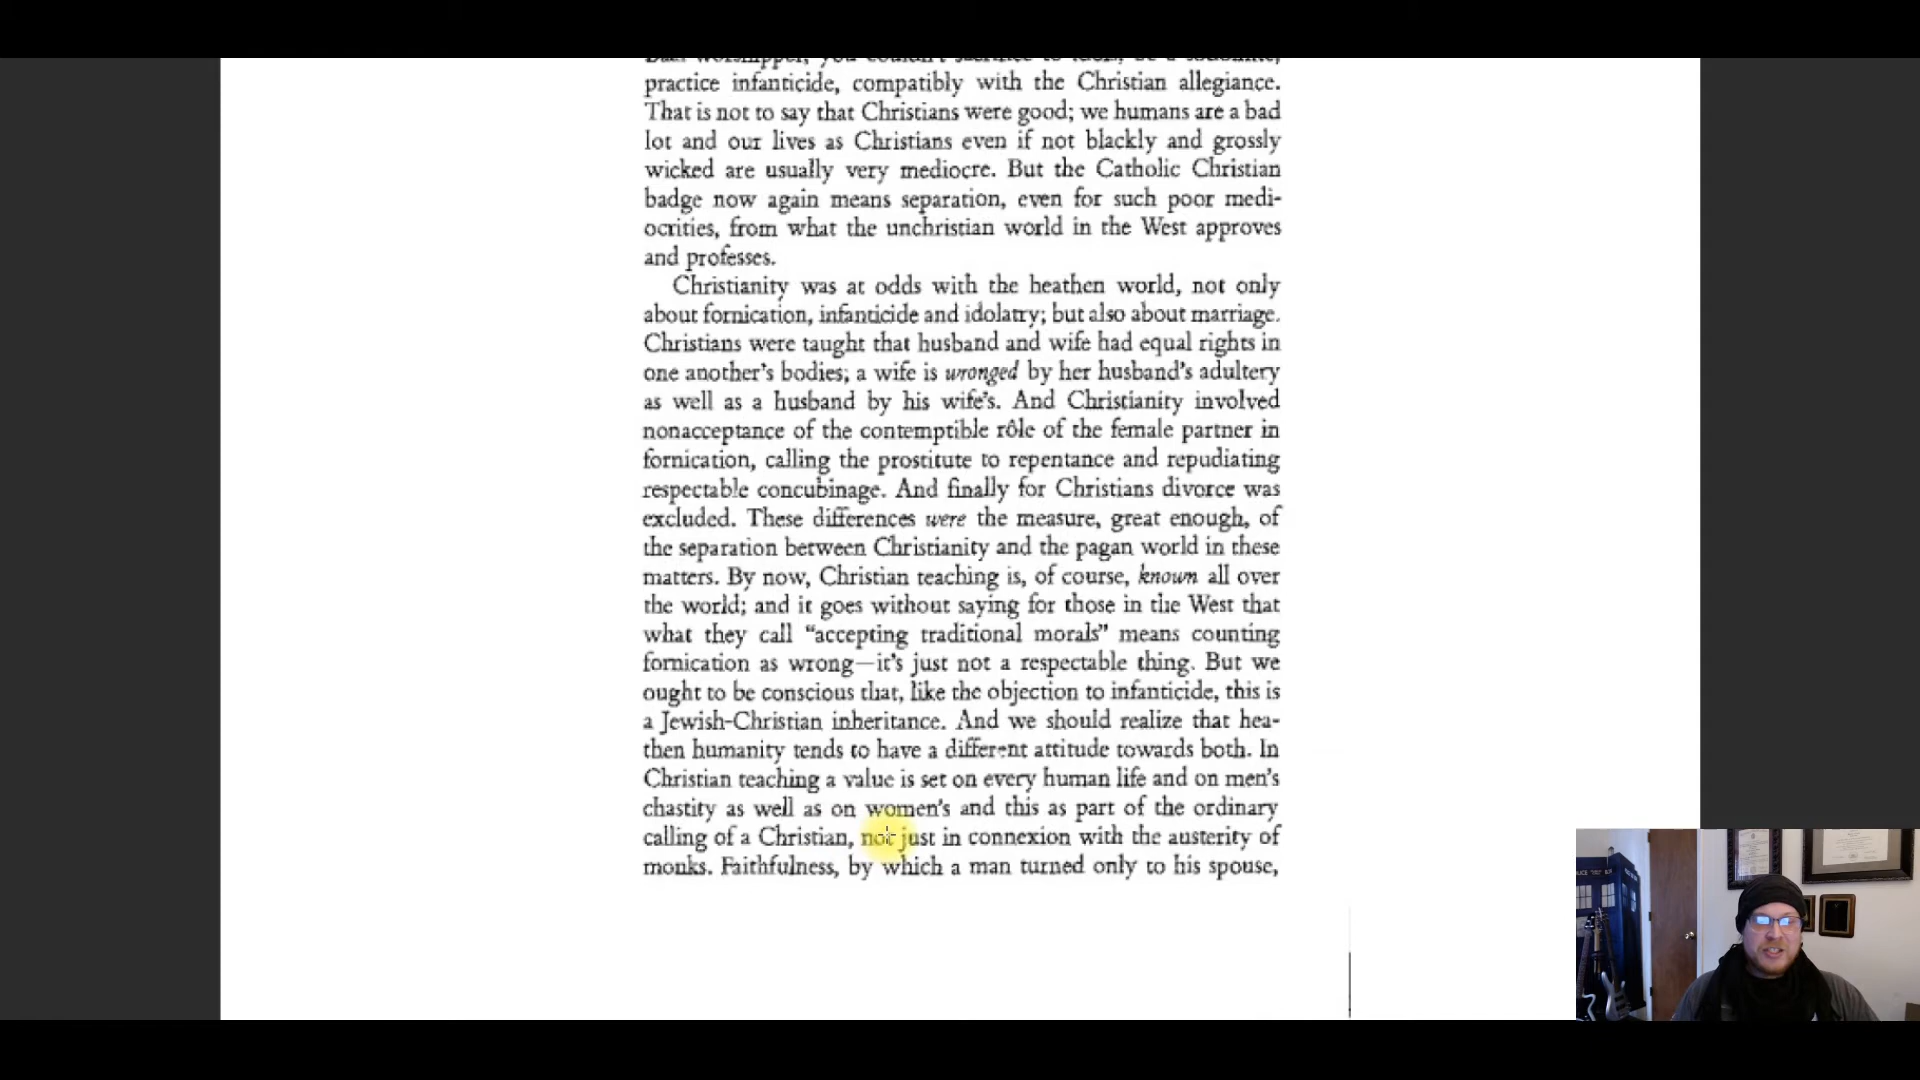 practice infanticide, compatibly with the Christian allegiance.
That is not to say that Christians were good; we humans are a bad
lot and our lives as Christians even if not blackly and grossly
wicked are usually very mediocre. But the Catholic Christian
badge now again means separation, even for such poor medi-
ocrities, from what the unchristian world in the West approves
and professes.
Christianity was at odds with the heathen world, not only
about fornication, infanticide and idolatry; but also about marriage.
Christians were taught that husband and wife had equal rights in
one another's bodies; a wife is wronged by her husband's adultery
as well as a husband by his wife's. And Christianity involved
nonacceptance of the contemptible rôle of the female partner in
fornication, calling the prostitute to repentance and repudiating
respectable concubinage. And finally for Christians divorce was
excluded. These differences were the measure, great enough, of
the separation between Christianity and the pagan world in these
matters. By now, Christian teaching is, of course, known all over
the world; and it goes without saying for those in the West that
what they call "accepting traditional morals" means counting
fornication as wrong—it's just not a respectable thing. But we
ought to be conscious that, like the objection to infanticide, this is
a Jewish-Christian inheritance. And we should realize that hea-
then humanity tends to have a different attitude towards both. In
Christian teaching a value is set on every human life and on men's
chastity as well as on women's and this as part of the ordinary
calling of a Christian, not just in connexion with the austerity of
monks. Faithfulness, by which a man turned only to his spouse,